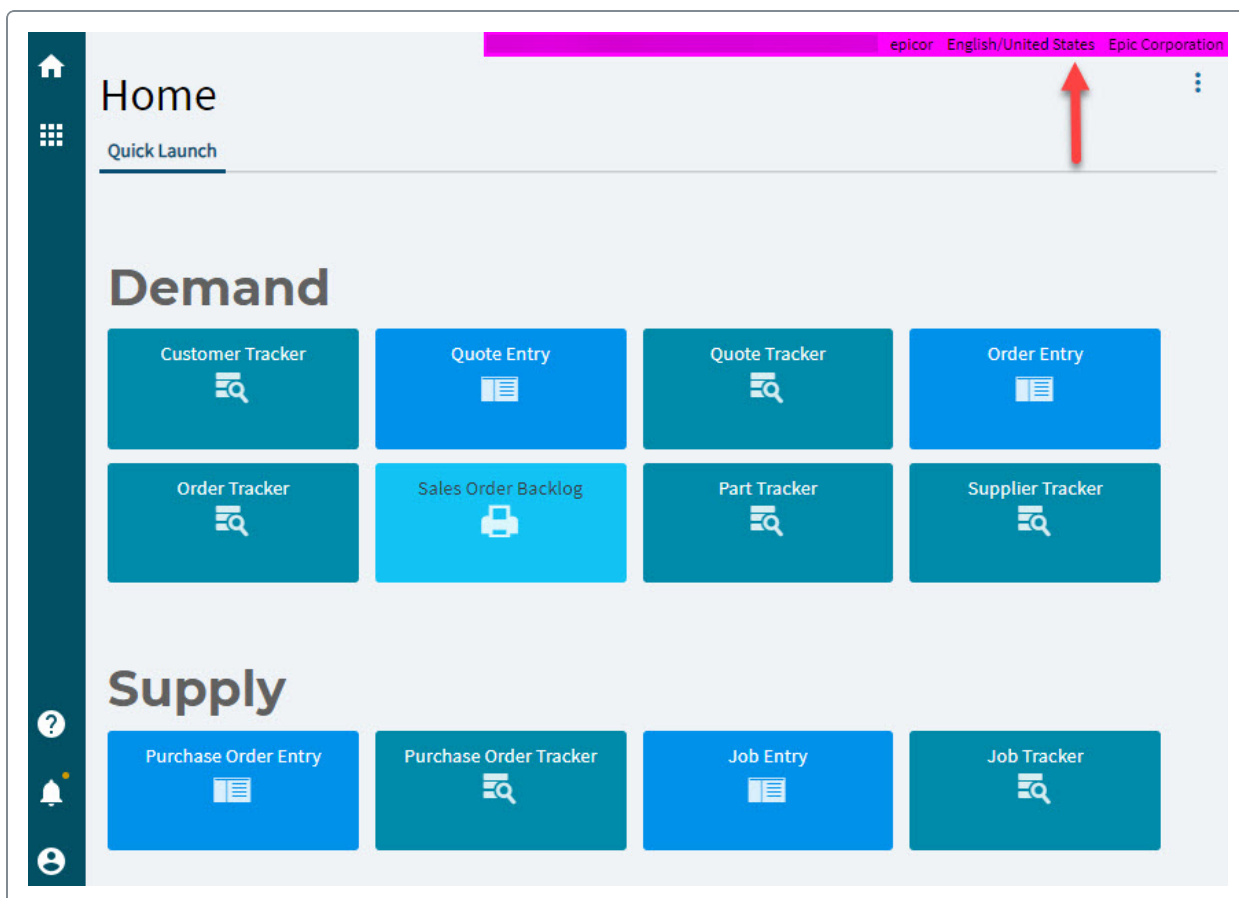 epicor English/United States Epic Corporation
Home
Quick Launch
Demand
Customer Tracker
Quote Entry
Quote Tracker
Order Entry
Order Tracker
Sales Order Backlog
Part Tracker
Supplier Tracker
Supply
Purchase Order Entry
Purchase Order Tracker
Job Entry
Job Tracker